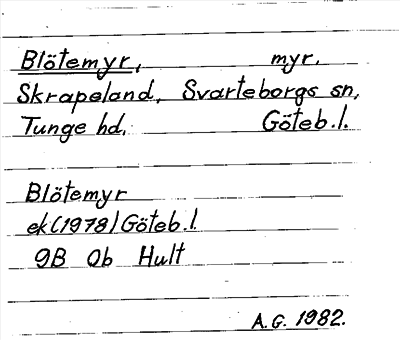 Blötemyr, myr.
Skrapeland, Svarteborgs sn,
Tunge hd. Göteb.l.
Blötemyr
ek(1978) Göteb.l
9B 0b Hult
A.G. 1982.